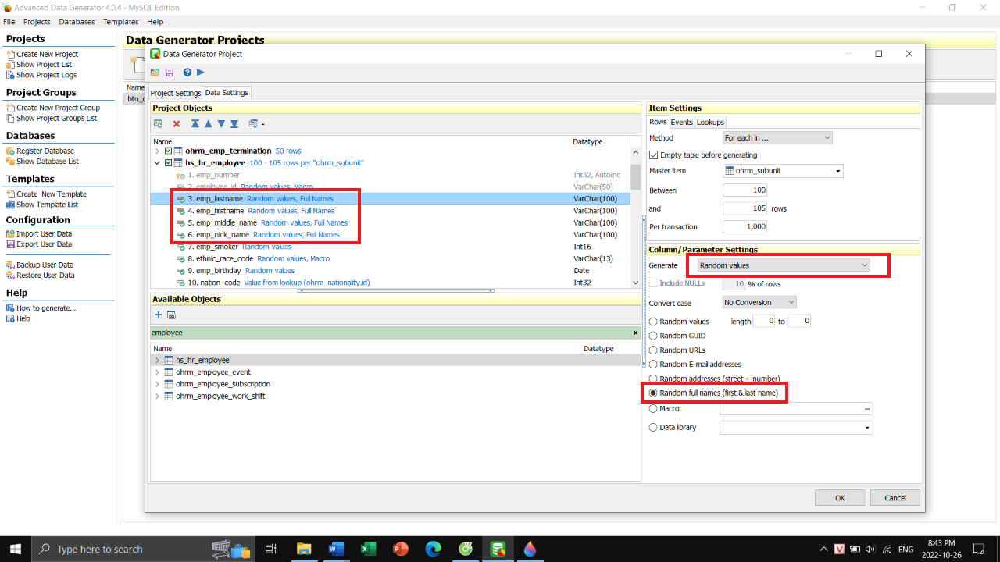 Advanced Data Generator 4.0.4 - MySQL Edition
File Projects Databases Templates Help
Projects
Create New Project
Show Project List
Show Project Logs
Project Groups
Create New Project Group
Show Project Groups List
Databases
Register Database
Show Database List
Templates
Create New Template
Show Template List
Configuration
Import User Data
Export User Data
Backup User Data
Restore User Data
Help
How to generate...
Help
Data Generator Projects
Name
Data Generator Project
Project Settings Data Settings
Project Objects
Name Datatype
ohrm_emp_termination 50 rows
hs_hr_employee 100 - 105 rows per "ohrm_subunit"
1. emp_number Int32, AutoInc
2. employee_id Random values, Macro VarChar(50)
3. emp_lastname Random values, Full Names VarChar(100)
4. emp_firstname Random values, Full Names VarChar(100)
5. emp_middle_name Random values, Full Names VarChar(100)
6. emp_nick_name Random values, Full Names VarChar(100)
7. emp_smoker Random values Int16
8. ethnic_race_code Random values, Macro VarChar(13)
9. emp_birthday Random values Date
10. nation_code Value from lookup (ohrm_nationality.id) Int32
Available Objects
employee
Name Datatype
hs_hr_employee
ohrm_employee_event
ohrm_employee_subscription
ohrm_employee_work_shift
Item Settings
Rows Events Lookups
Method For each in ...
Empty table before generating
Master item ohrm_subunit
Between 100
and 105 rows
Per transaction 1,000
Column/Parameter Settings
Generate Random values
Include NULLs 10 % of rows
Convert case No Conversion
Random values length 0 to 0
Random GUID
Random URLs
Random E-mail addresses
Random addresses (street + number)
Random full names (first & last name)
Macro ...
Data library
OK Cancel
Type here to search
ENG
8:43 PM
2022-10-26